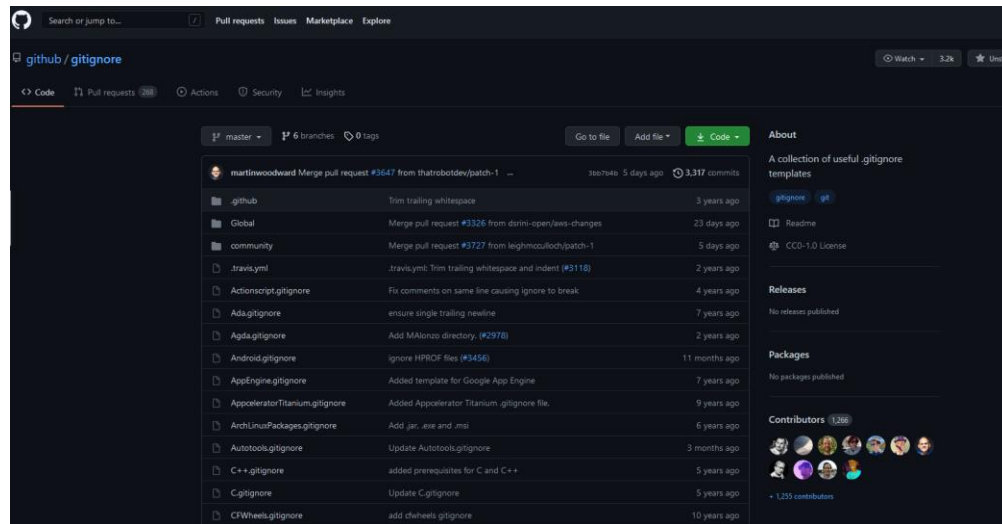 Search or jump to... /
Pull requests Issues Marketplace Explore
github / gitignore
Watch 3.2k
<> Code Pull requests 268 Actions Security Insights
master 6 branches 0 tags
Go to file Add file Code
martinwoodward Merge pull request #3647 from thatrobotdev/patch-1 ... 5 days ago 3,317 commits
.github Trim trailing whitespace 3 years ago
Global Merge pull request #3326 from dsrini-open/aws-changes 23 days ago
community Merge pull request #3727 from leighmcculloch/patch-1 5 days ago
.travis.yml .travis.yml: Trim trailing whitespace and indent (#3118) 2 years ago
Actionscript.gitignore Fix comments on same line causing ignore to break 4 years ago
Ada.gitignore ensure single trailing newline 7 years ago
Agda.gitignore Add MAlonzo directory. (#2978) 2 years ago
Android.gitignore ignore HPROF files (#3456) 11 months ago
AppEngine.gitignore Added template for Google App Engine 7 years ago
AppceleratorTitanium.gitignore Added Appcelerator Titanium .gitignore file. 9 years ago
ArchLinuxPackages.gitignore Add .jar, .exe and .msi 6 years ago
Autotools.gitignore Update Autotools.gitignore 3 months ago
C++.gitignore added prerequisites for C and C++ 5 years ago
C.gitignore Update C.gitignore 5 years ago
CFWheels.gitignore add cfwheels gitignore 10 years ago
About
A collection of useful .gitignore
templates
gitignore git
Readme
CC0-1.0 License
Releases
No releases published
Packages
No packages published
Contributors 1,266
+ 1,255 contributors